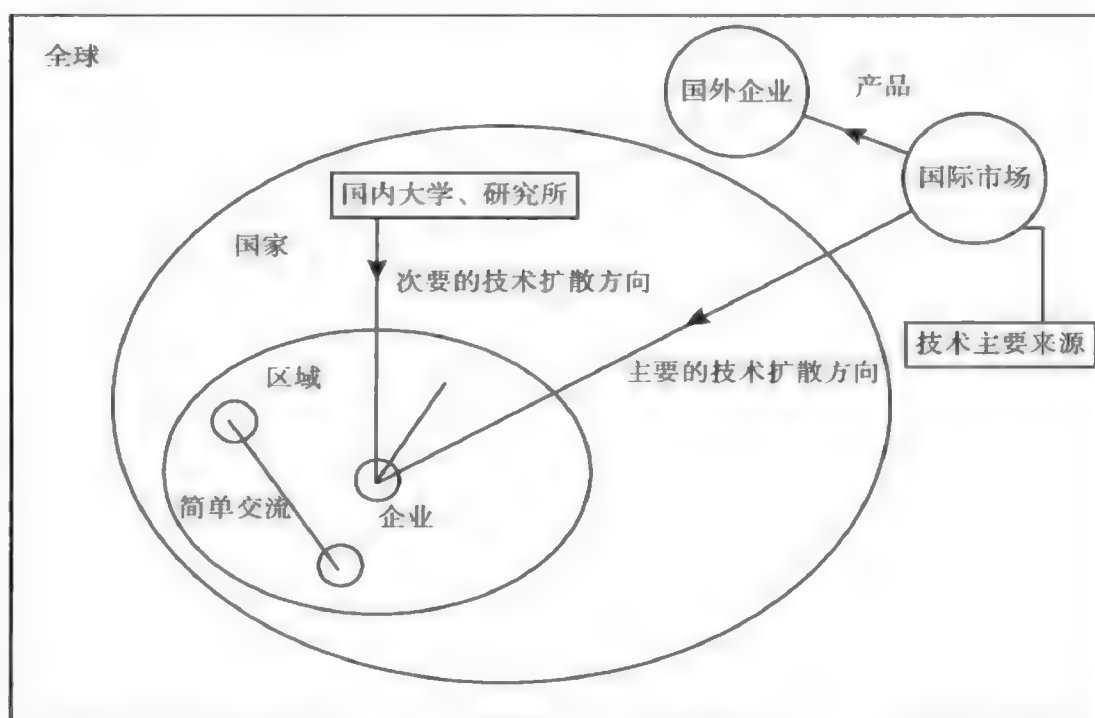 全球
国外企业
产品
国际市场
国内大学、研究所
国家
次要的技术扩散方向
技术主要来源
主要的技术扩散方向
区域
简单交流
企业